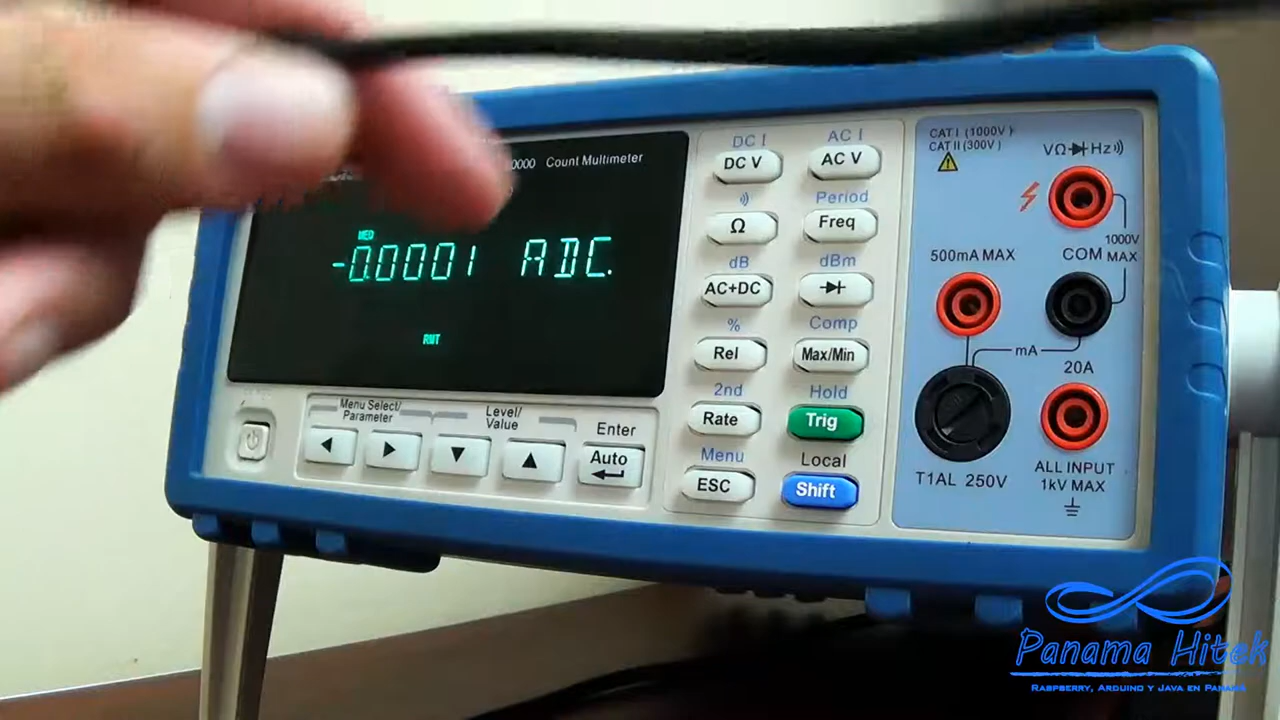 0000 Count Multimeter
MED
-0.0001 ADC
AUT
Menu Select/
Parameter
Level/
Value
Enter
Auto
DC I
AC I
DC V
AC V
Period
Ω
Freq
dB
dBm
AC+DC
%
Comp
Rel
Max/Min
2nd
Hold
Rate
Trig
Menu
Local
ESC
Shift
CAT I (1000V)
CAT II (300V)
VΩ Hz
500mA MAX
COM
1000V
MAX
mA
20A
T1AL 250V
ALL INPUT
1kV MAX
Panama Hitek
Raspberry, Arduino y Java en Panamá